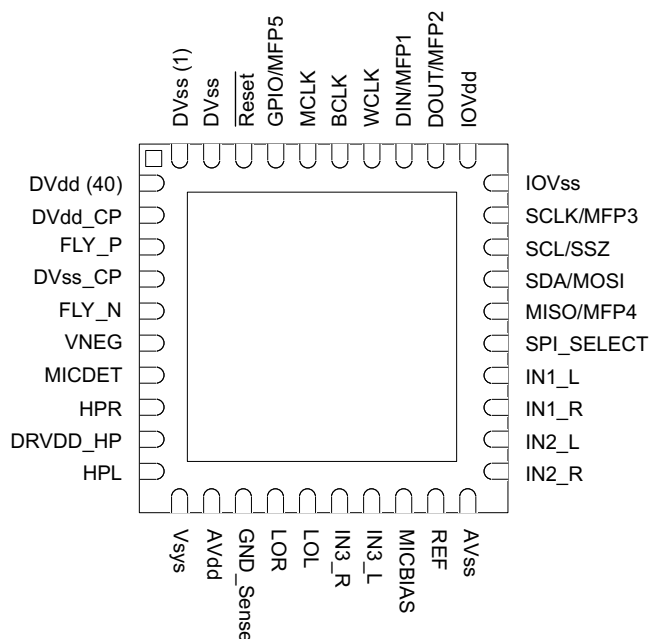 DVss (1)
DVss
Reset
GPIO/MFP5
MCLK
BCLK
WCLK
DIN/MFP1
DOUT/MFP2
IOVdd
DVdd (40)
DVdd_CP
FLY_P
DVss_CP
FLY_N
VNEG
MICDET
HPR
DRVDD_HP
HPL
IOVss
SCLK/MFP3
SCL/SSZ
SDA/MOSI
MISO/MFP4
SPI_SELECT
IN1_L
IN1_R
IN2_L
IN2_R
Vsys
AVdd
GND_Sense
LOR
LOL
IN3_R
IN3_L
MICBIAS
REF
AVss